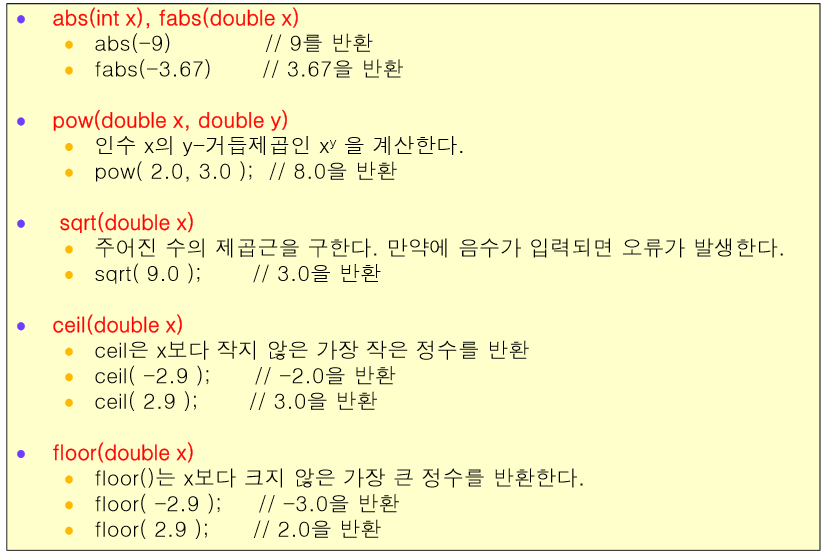 abs(int x), fabs(double x)
abs(-9) // 9를 반환
fabs(-3.67) // 3.67을 반환
pow(double x, double y)
인수 x의 y-거듭제곱인 xʸ 을 계산한다.
pow( 2.0, 3.0 ); // 8.0을 반환
sqrt(double x)
주어진 수의 제곱근을 구한다. 만약에 음수가 입력되면 오류가 발생한다.
sqrt( 9.0 ); // 3.0을 반환
ceil(double x)
ceil은 x보다 작지 않은 가장 작은 정수를 반환
ceil( -2.9 ); // -2.0을 반환
ceil( 2.9 ); // 3.0을 반환
floor(double x)
floor()는 x보다 크지 않은 가장 큰 정수를 반환한다.
floor( -2.9 ); // -3.0을 반환
floor( 2.9 ); // 2.0을 반환